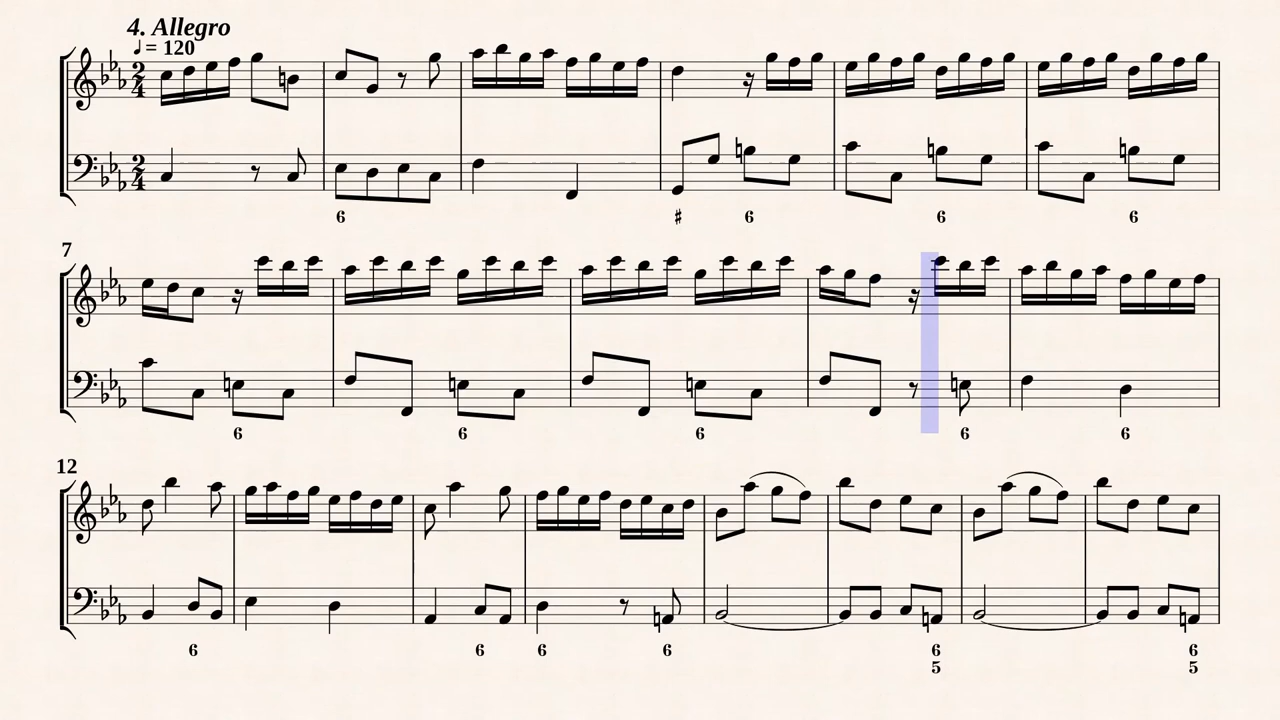 4. Allegro
♩= 120
2 4
2 4
6 ♯ 6 6 6
7
6 6 6 6 6
12
6 6 6 6 6 6
5 5